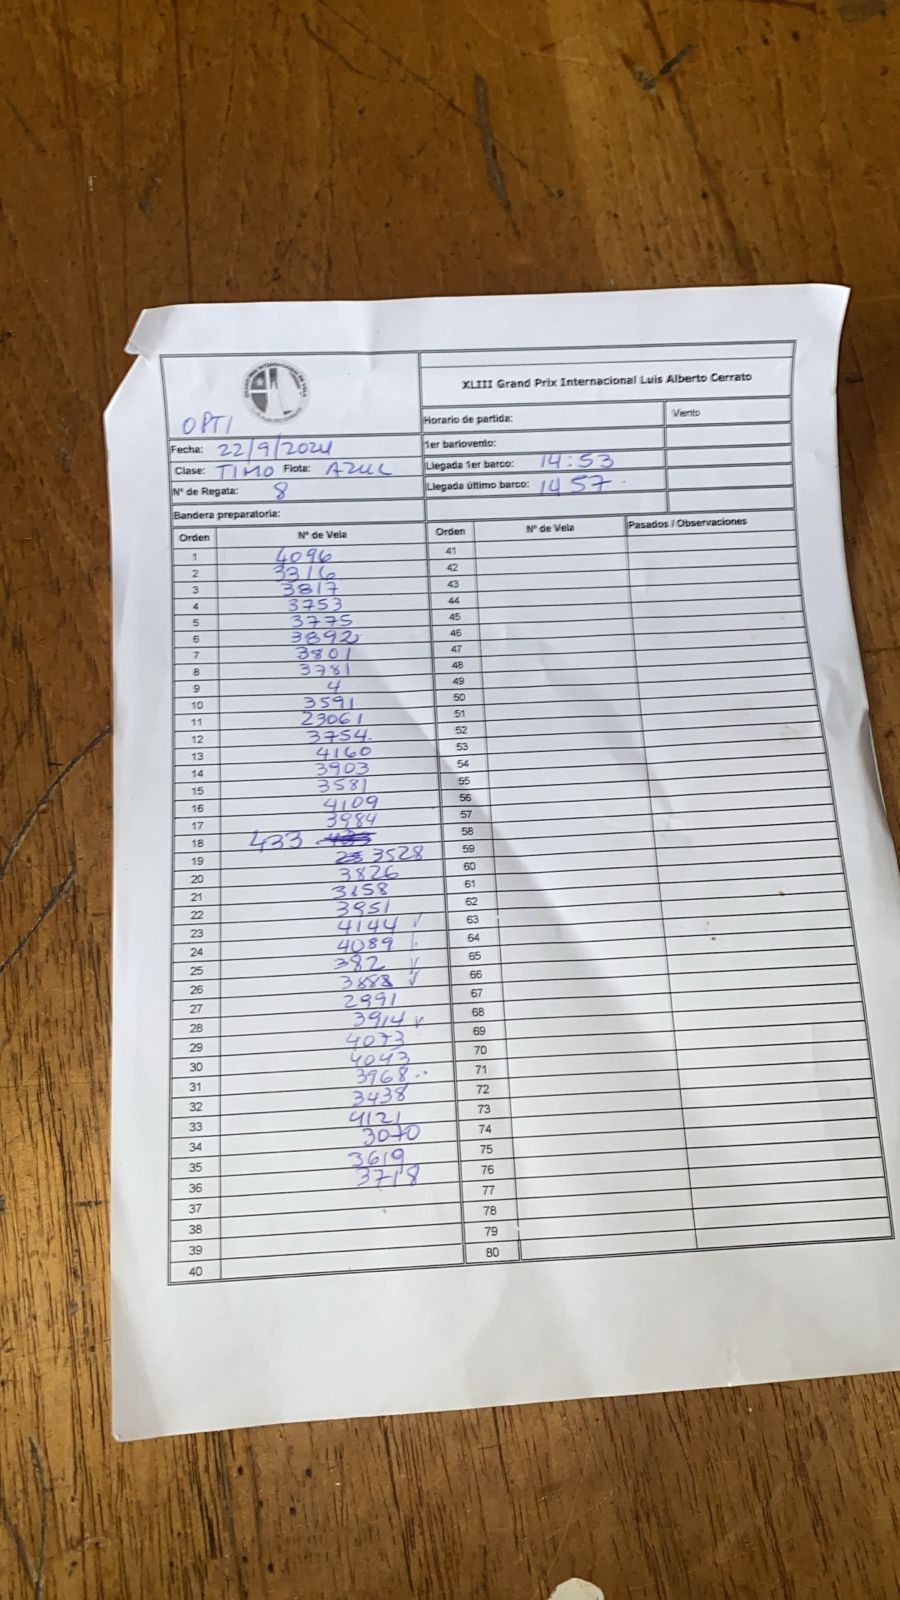 XLIII Grand Prix Internacional Luis Alberto Cerrato
OPTI
Horario de partida: Viento
Fecha: 22/9/2024 1er barlovento:
Clase: TIMO Flota: AZUL Llegada 1er barco: 14:53
Nº de Regata: 8 Llegada último barco: 1457.
Bandera preparatoria:
Orden Nº de Vela Orden Nº de Vela Pasados / Observaciones
1 4096 41
2 3316 42
3 3817 43
4 3753 44
5 3775 45
6 3892 46
7 3801 47
8 3781 48
9 4 49
10 3591 50
11 23061 51
12 3754. 52
13 4160 53
14 3903 54
15 3581 55
16 4109 56
17 3984 57
18 433 58
19 3528 59
20 3826 60
21 3158 61
22 3951 62
23 4144 ✓ 63
24 4089 64
25 382 ✓ 65
26 3888 ✓ 66
27 2991 67
28 3914 ✓ 68
29 4073 69
30 4043 70
31 3968.. 71
32 3438 72
33 4121 73
34 3070 74
35 3619 75
36 3718 76
37 77
38 78
39 79
40 80